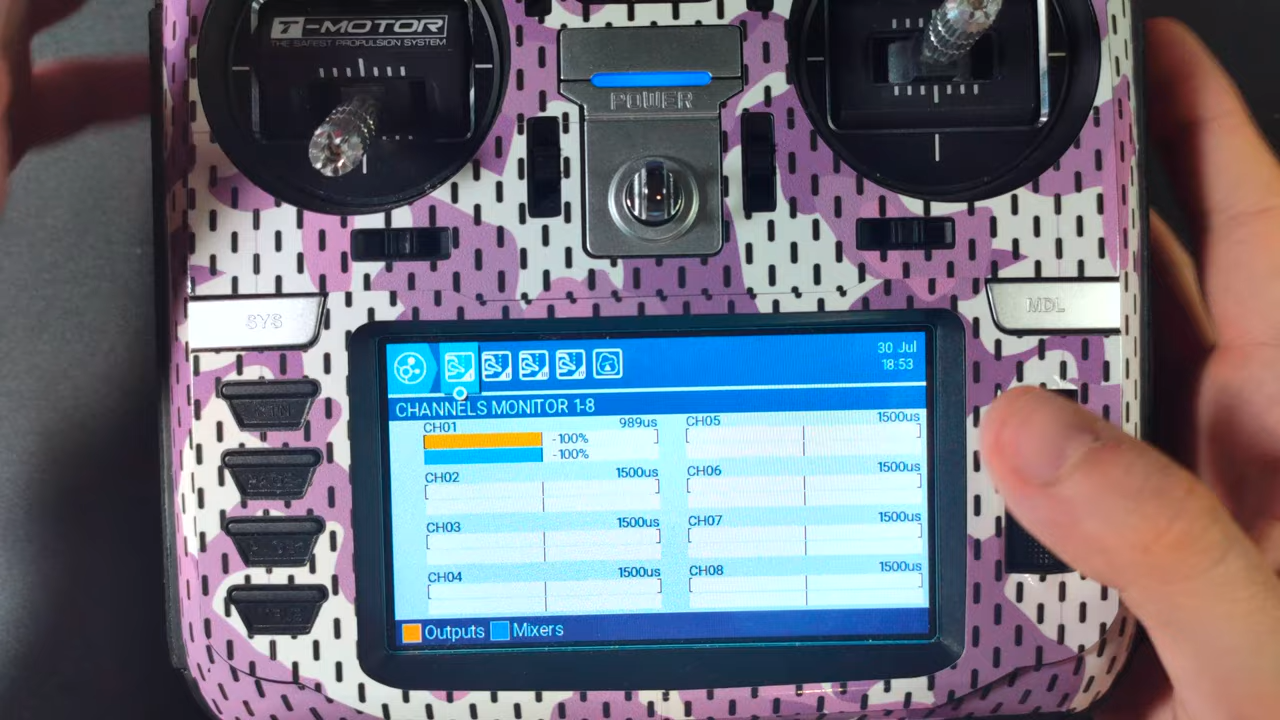 T-MOTOR
THE SAFEST PROPULSION SYSTEM
POWER
SYS
MDL
30 Jul
18:53
CHANNELS MONITOR 1-8
CH01 989us
-100%
-100%
CH02 1500us
CH03 1500us
CH04 1500us
CH05 1500us
CH06 1500us
CH07 1500us
CH08 1500us
Outputs Mixers